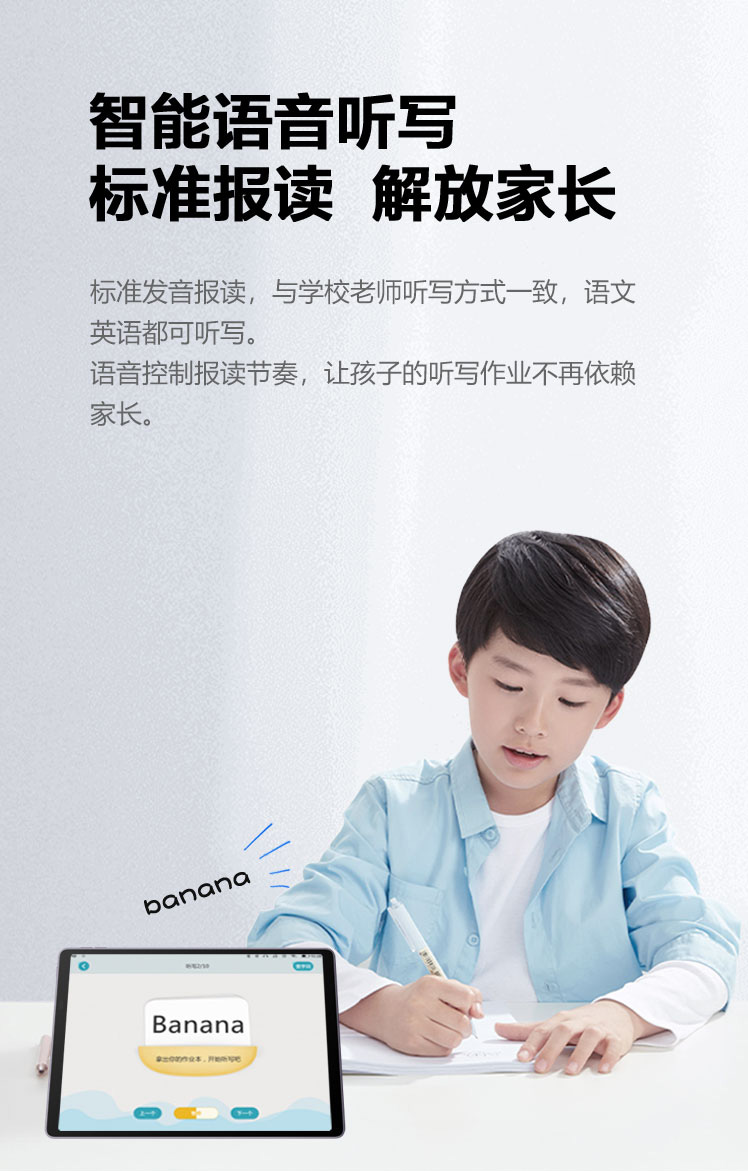 智能语音听写
标准报读 解放家长
标准发音报读，与学校老师听写方式一致，语文
英语都可听写。
语音控制报读节奏，让孩子的听写作业不再依赖
家长。
banana
听写2/10
Banana
拿出你的作业本，开始听写吧
上一个
下一个